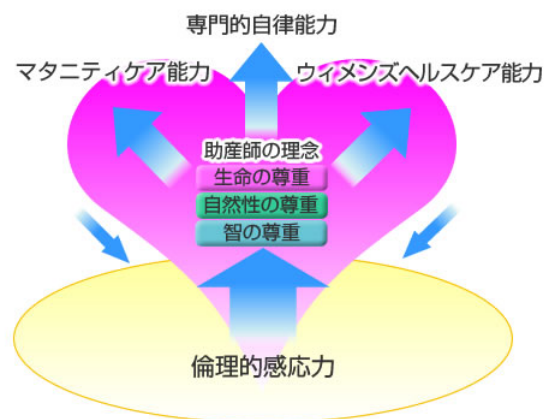 専門的自律能力
マタニティケア能力
ウィメンズヘルスケア能力
助産師の理念
生命の尊重
自然性の尊重
智の尊重
倫理的感応力